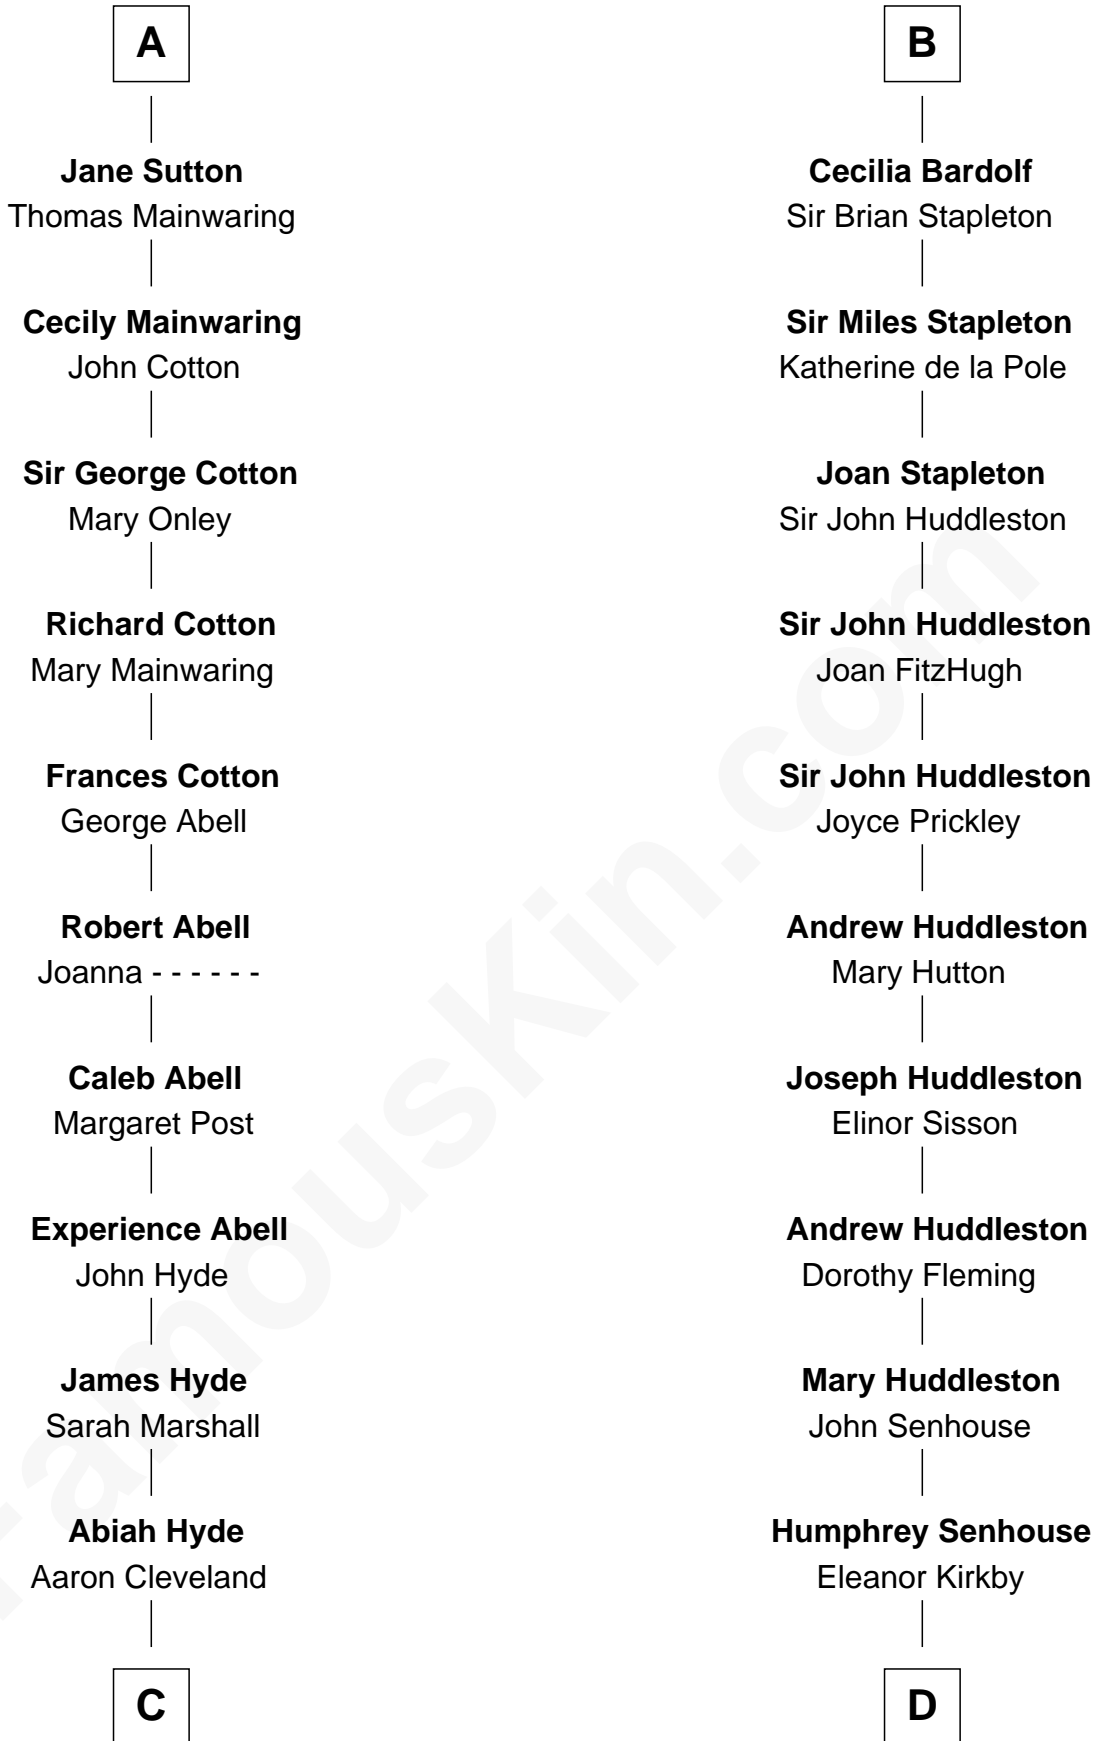 A
Jane Sutton
Thomas Mainwaring
Cecily Mainwaring
John Cotton
Sir George Cotton
Mary Onley
Richard Cotton
Mary Mainwaring
Frances Cotton
George Abell
Robert Abell
Joanna - - - - - -
Caleb Abell
Margaret Post
Experience Abell
John Hyde
James Hyde
Sarah Marshall
Abiah Hyde
Aaron Cleveland
C
B
Cecilia Bardolf
Sir Brian Stapleton
Sir Miles Stapleton
Katherine de la Pole
Joan Stapleton
Sir John Huddleston
Sir John Huddleston
Joan FitzHugh
Sir John Huddleston
Joyce Prickley
Andrew Huddleston
Mary Hutton
Joseph Huddleston
Elinor Sisson
Andrew Huddleston
Dorothy Fleming
Mary Huddleston
John Senhouse
Humphrey Senhouse
Eleanor Kirkby
D
FamousKin.com